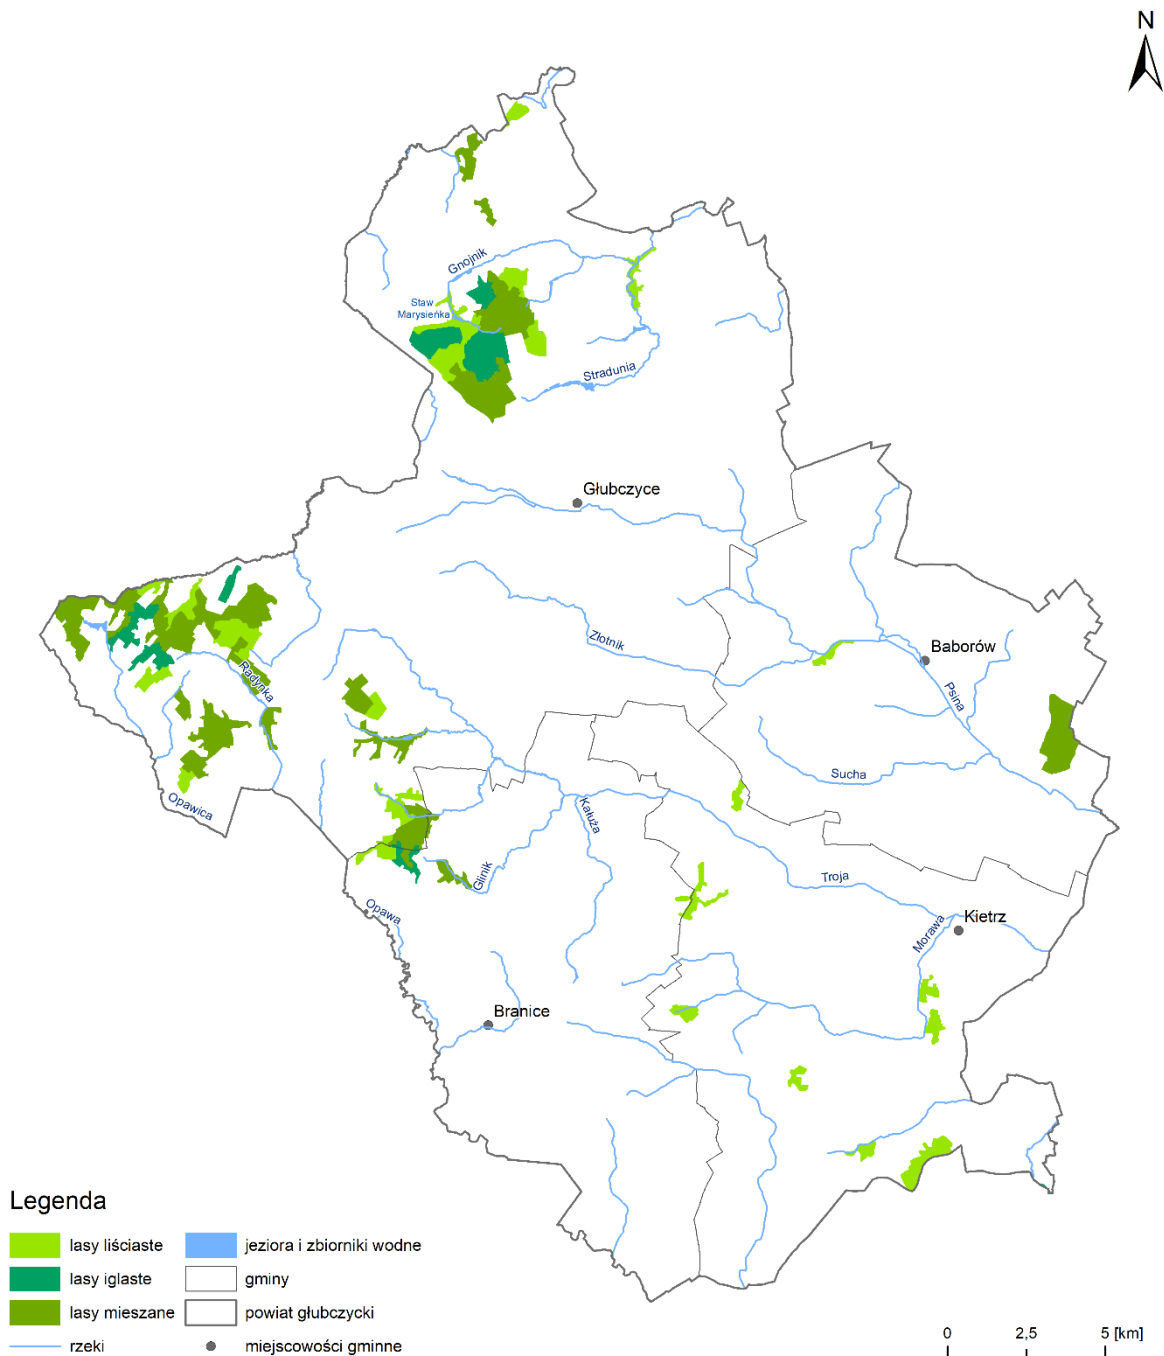 N
Gnojnik
Staw
Marysieńka
Stradunia
Głubczyce
Złotnik
Baborów
Psina
Radynka
Sucha
Opawica
Kałuża
Troja
Glinik
Opawa
Kietrz
Morawa
Branice
Legenda
lasy liściaste
jeziora i zbiorniki wodne
lasy iglaste
gminy
lasy mieszane
powiat głubczycki
rzeki
miejscowości gminne
0 2,5 5 [km]